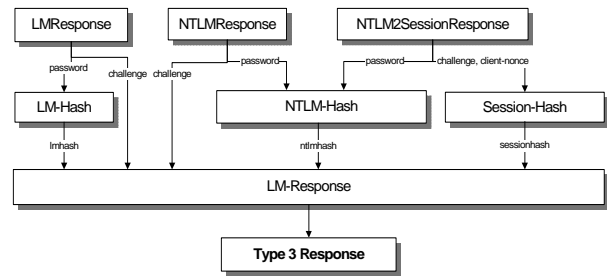 LMResponse
NTLMResponse
NTLM2SessionResponse
password
challenge
challenge
password
password
challenge, client-nonce
LM-Hash
NTLM-Hash
Session-Hash
lmhash
ntlmhash
sessionhash
LM-Response
Type 3 Response